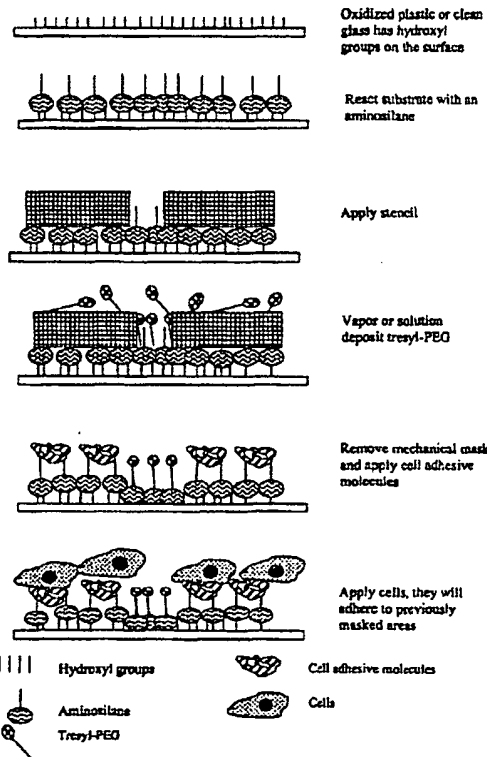 Oxidized plastic or clean
glass has hydroxyl
groups on the surface
React substrate with an
aminosilane
Apply stencil
Vapor or solution
deposit tresyl-PEG
Remove mechanical mask
and apply cell adhesive
molecules
Apply cells, they will
adhere to previously
masked areas
Hydroxyl groups
Cell adhesive molecules
Aminosilane
Cells
Tresyl-PEG